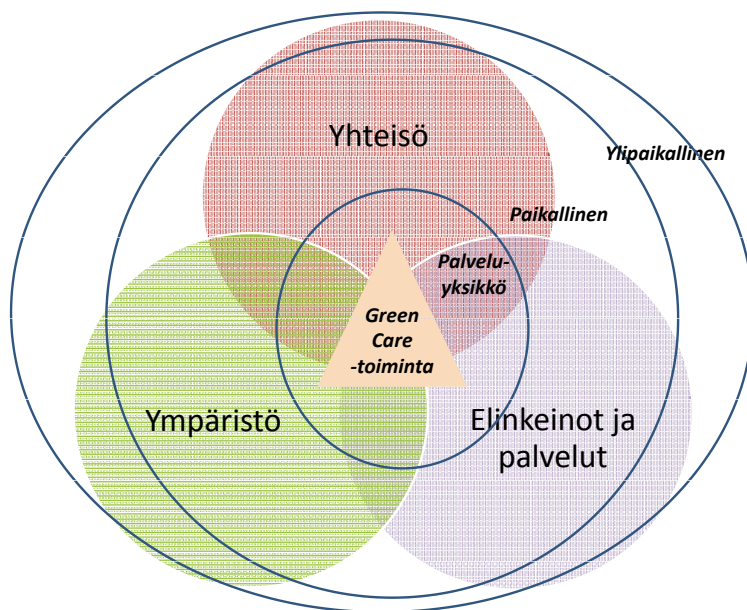 Yhteisö
Ylipaikallinen
Paikallinen
Palvelu-
yksikkö
Green
Care
-toiminta
Ympäristö
Elinkeinot ja
palvelut